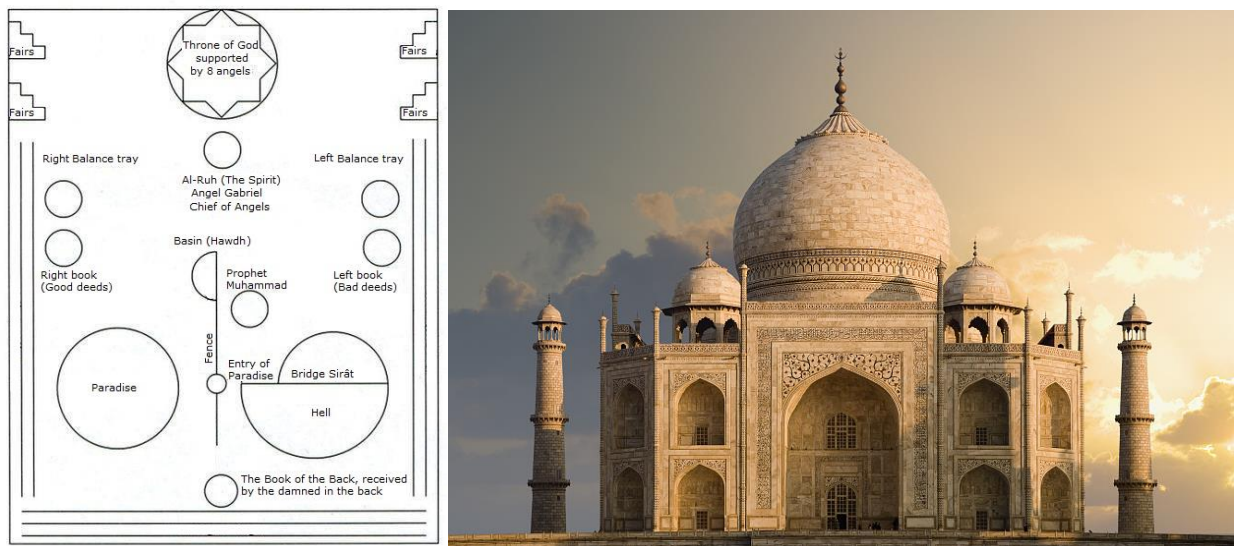 Throne of God
supported
by 8 angels
Fairs
Fairs
Fairs
Fairs
Right Balance tray
Left Balance tray
Al-Ruh (The Spirit)
Angel Gabriel
Chief of Angels
Basin (Hawdh)
Right book
(Good deeds)
Prophet
Muhammad
Left book
(Bad deeds)
Fence
Entry of
Paradise
Bridge Sirât
Paradise
Hell
The Book of the Back, received
by the damned in the back